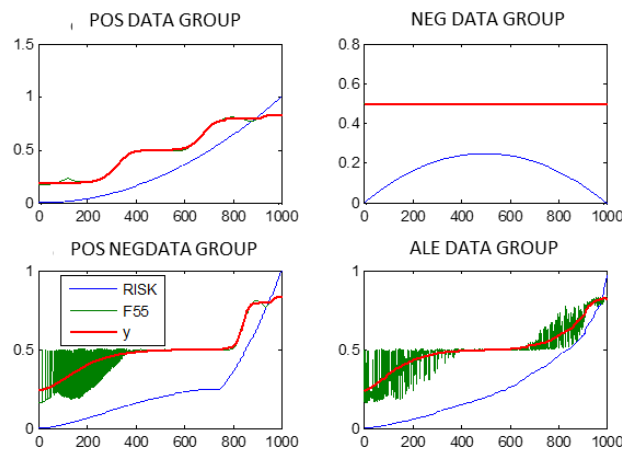 POS DATA GROUP NEG DATA GROUP
1.5 0.8
0.6
1
0.4
0.5
0.2
0 0
0 200 400 600 800 1000 0 200 400 600 800 1000
POS NEGDATA GROUP ALE DATA GROUP
1 1
RISK
F55
y
0.5 0.5
0 0
0 200 400 600 800 1000 0 200 400 600 800 1000